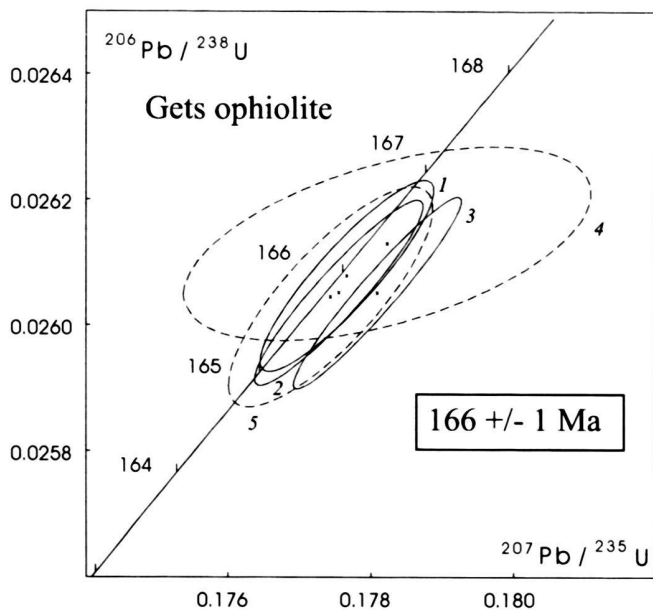 206Pb / 238U
0.0264
168
Gets ophiolite
167
1
0.0262
3
4
166
0.0260
165
2
5
166 +/- 1 Ma
0.0258
164
207Pb / 235U
0.176 0.178 0.180